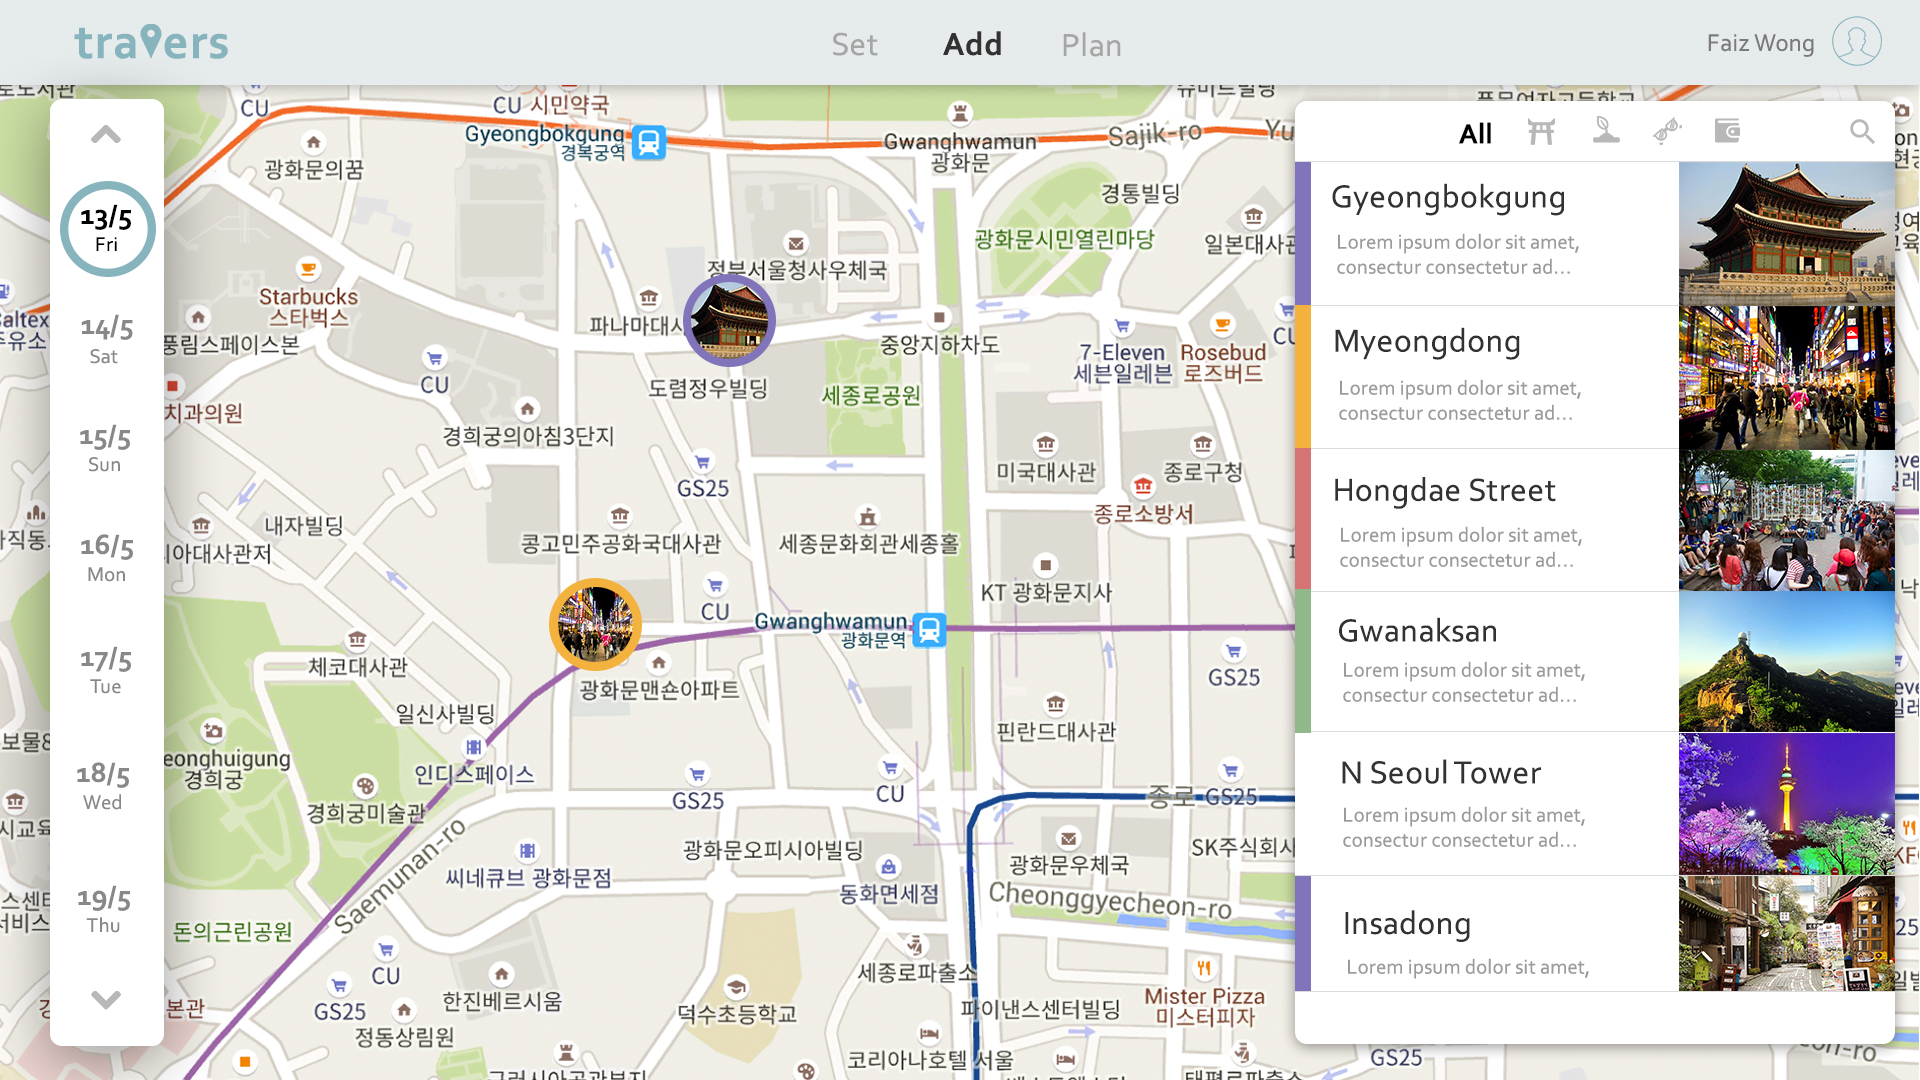 travers
Set
Add
Plan
Faiz Wong
13/5
Fri
14/5
Sat
15/5
Sun
16/5
Mon
17/5
Tue
18/5
Wed
19/5
Thu
CU
CU
시민약국
Gyeongbokgung
경복궁역
광화문의꿈
Gwanghwamun
광화문
Sajik-ro
경통빌딩
광화문시민열린마당
정부서울청사우체국
Starbucks
스타벅스
풍림스페이스본
CU
도렴정우빌딩
중앙지하차도
7-Eleven
세븐일레븐
Rosebud
로즈버드
세종로공원
치과의원
경희궁의아침3단지
GS25
미국대사관
종로구청
종로소방서
내자빌딩
콩고민주공화국대사관
세종문화회관세종홀
KT 광화문지사
CU
Gwanghwamun
광화문역
체코대사관
광화문맨숀아파트
GS25
일신사빌딩
핀란드대사관
eonghuigung
경희궁
인디스페이스
경희궁미술관
GS25
CU
종로
GS25
Saemunan-ro
광화문오피시아빌딩
광화문우체국
SK주식회사
씨네큐브 광화문점
동화면세점
Cheonggyecheon-ro
돈의근린공원
CU
세종로파출소
GS25
한진베르시움
덕수초등학교
파이낸스센터빌딩
Mister Pizza
미스터피자
본관
정동상림원
코리아나호텔 서울
GS25
All
Gyeongbokgung
Lorem ipsum dolor sit amet,
consectur consectetur ad...
Myeongdong
Lorem ipsum dolor sit amet,
consectur consectetur ad...
Hongdae Street
Lorem ipsum dolor sit amet,
consectur consectetur ad...
Gwanaksan
Lorem ipsum dolor sit amet,
consectur consectetur ad...
N Seoul Tower
Lorem ipsum dolor sit amet,
consectur consectetur ad...
Insadong
Lorem ipsum dolor sit amet,